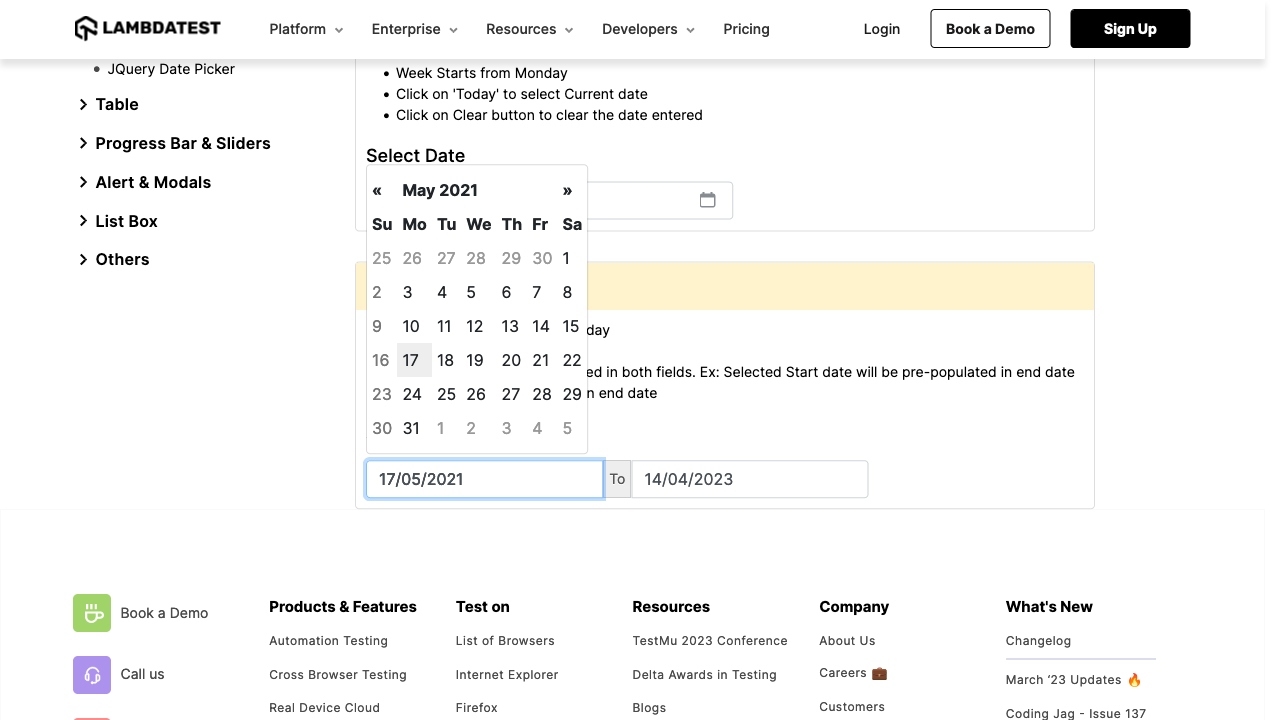 LAMBDATEST
Platform
Enterprise
Resources
Developers
Pricing
Login
Book a Demo
Sign Up
JQuery Date Picker
Table
Progress Bar & Sliders
Alert & Modals
List Box
Others
Week Starts from Monday
Click on 'Today' to select Current date
Click on Clear button to clear the date entered
Select Date
« May 2021 »
Su Mo Tu We Th Fr Sa
25 26 27 28 29 30 1
2 3 4 5 6 7 8
9 10 11 12 13 14 15
16 17 18 19 20 21 22
23 24 25 26 27 28 29
30 31 1 2 3 4 5
day
ed in both fields. Ex: Selected Start date will be pre-populated in end date
n end date
17/05/2021 To 14/04/2023
Book a Demo
Call us
Products & Features
Automation Testing
Cross Browser Testing
Real Device Cloud
Test on
List of Browsers
Internet Explorer
Firefox
Resources
TestMu 2023 Conference
Delta Awards in Testing
Blogs
Company
About Us
Careers 💼
Customers
What's New
Changelog
March ‘23 Updates 🔥
Coding Jag - Issue 137